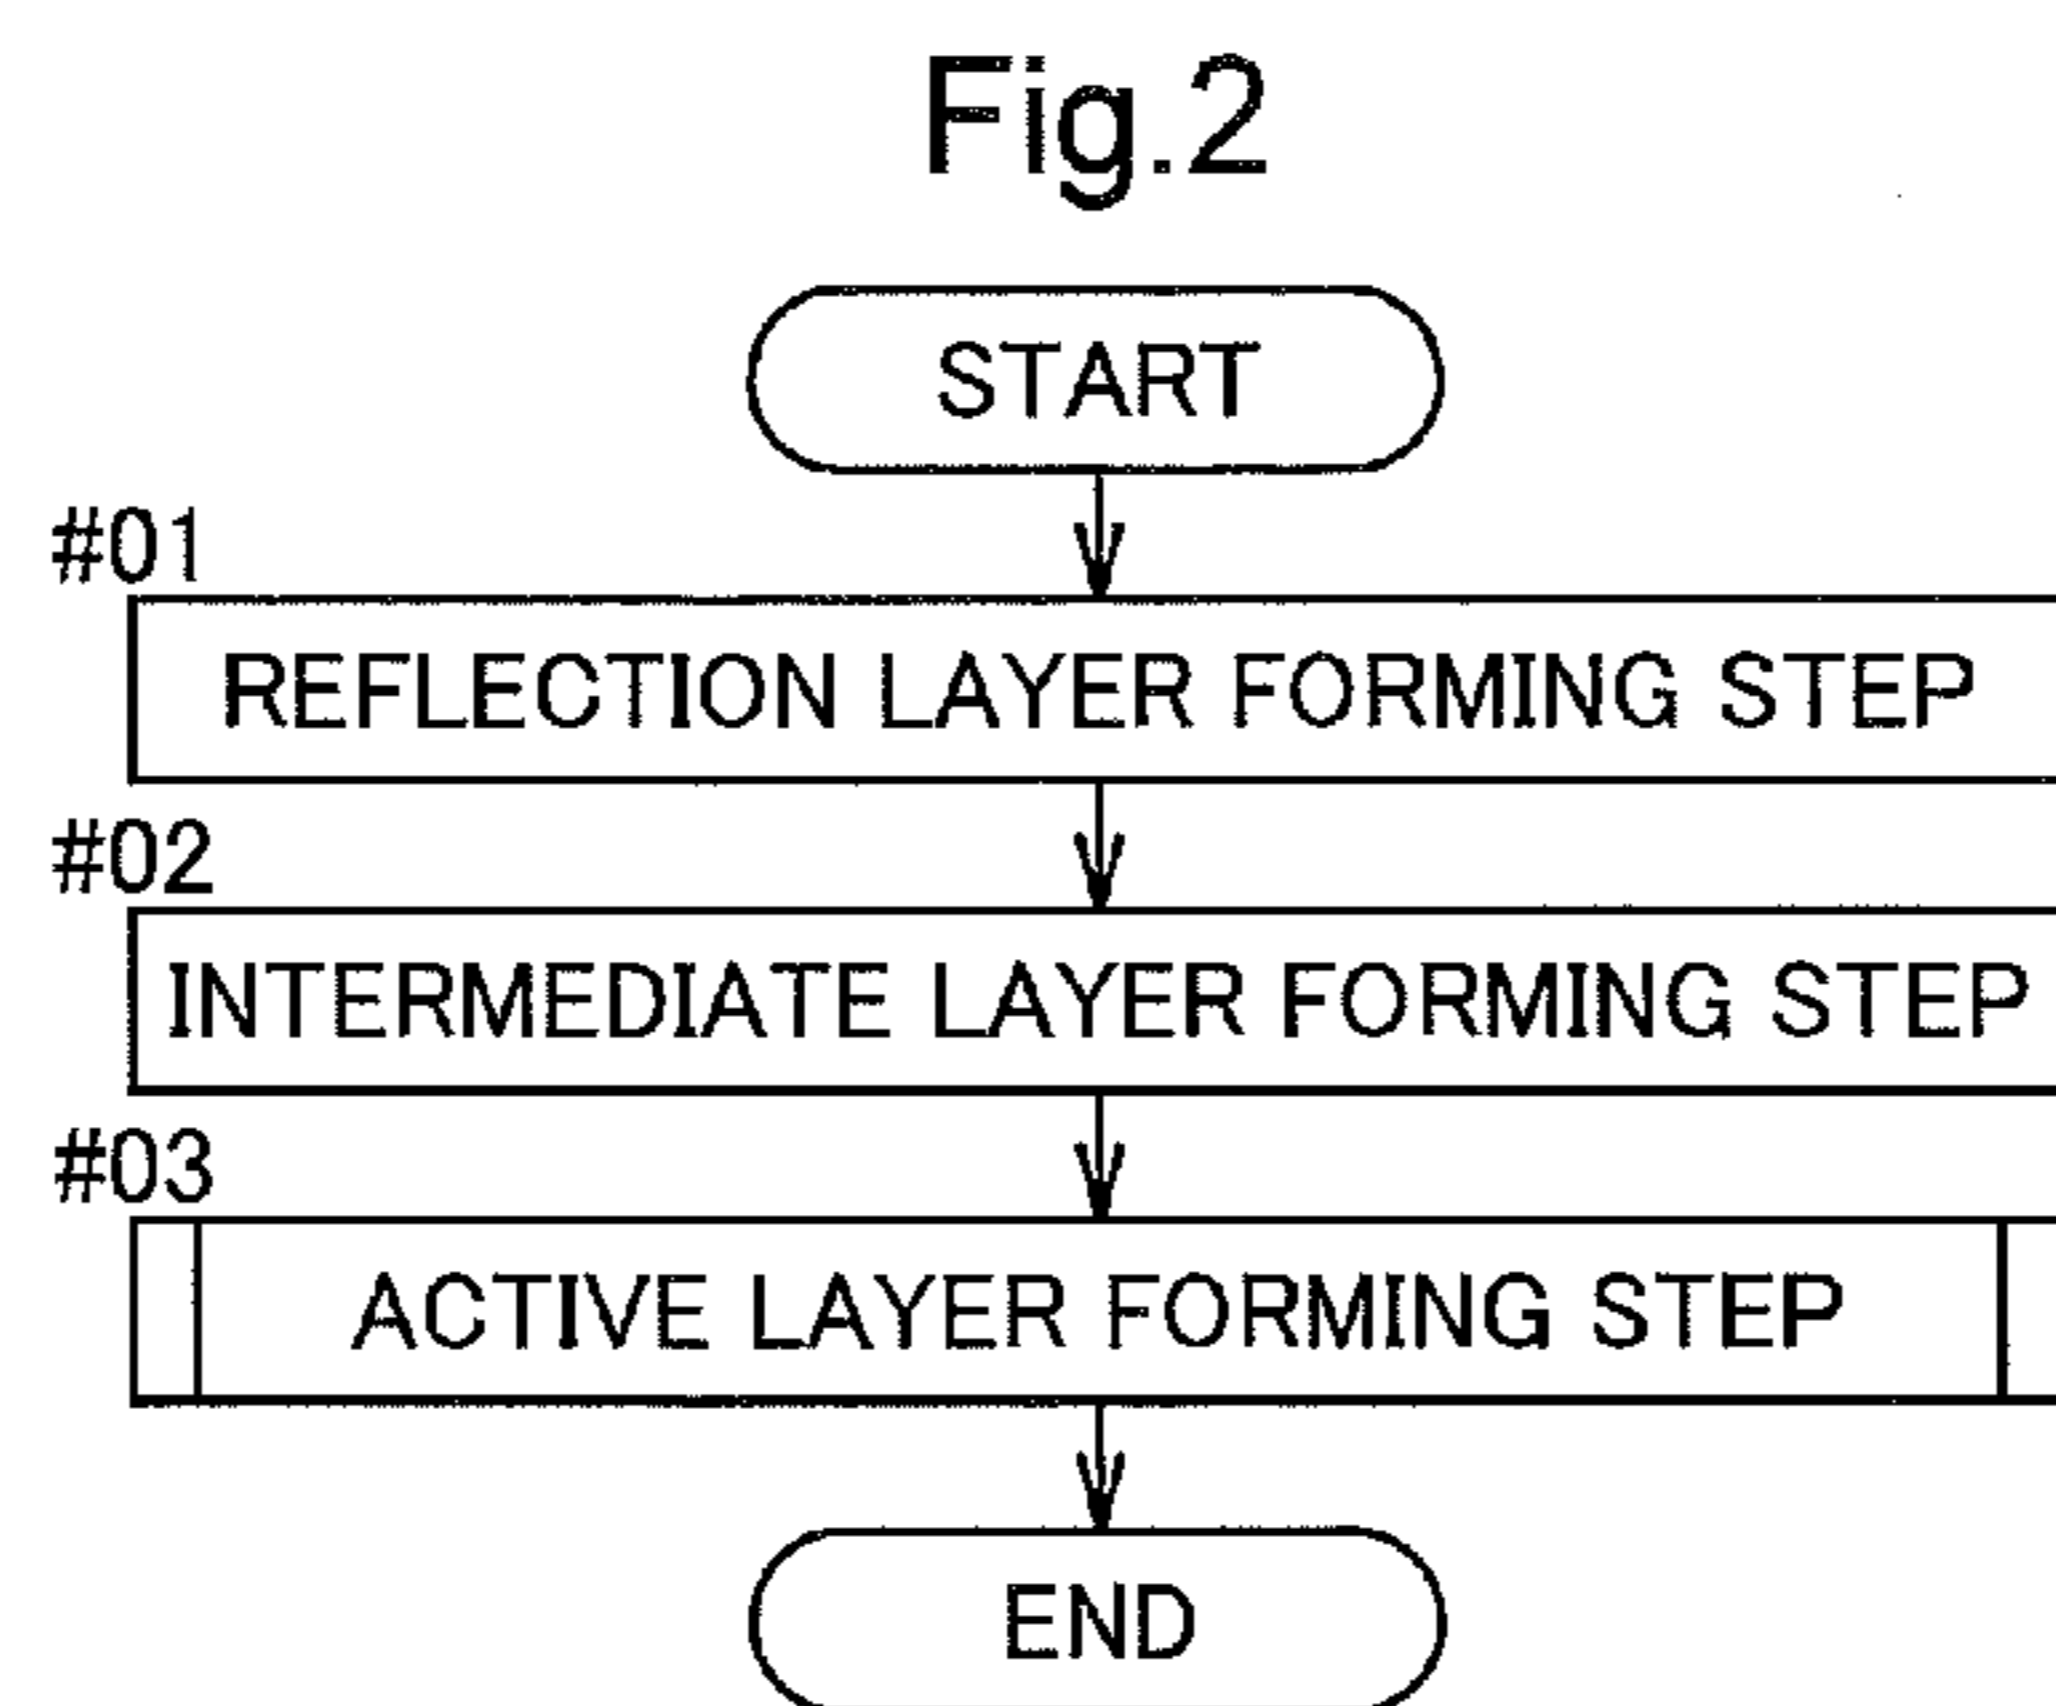 Fig.2
START
#01
REFLECTION LAYER FORMING STEP
#02
INTERMEDIATE LAYER FORMING STEP
#03
ACTIVE LAYER FORMING STEP
END